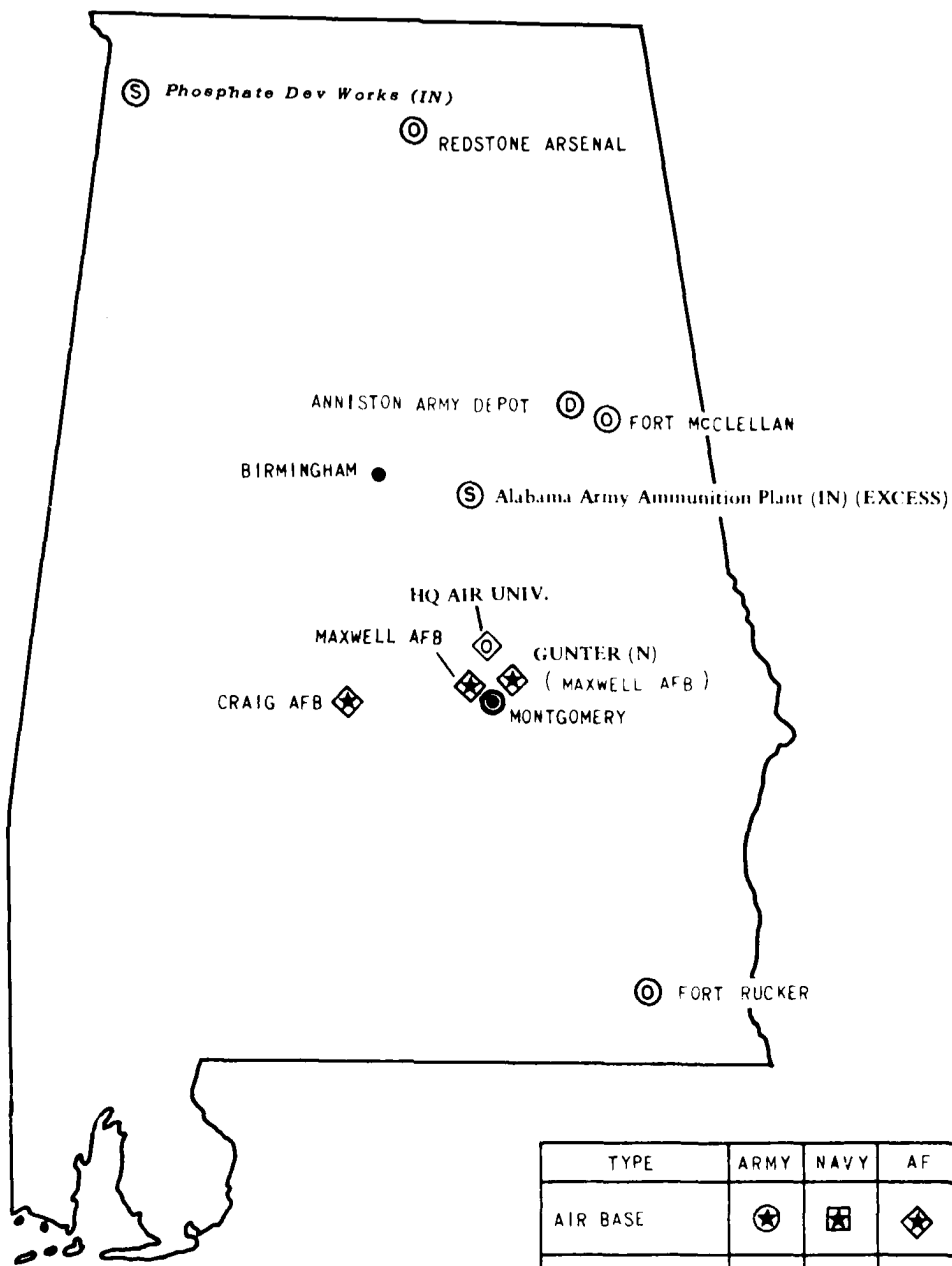 S Phosphate Dev Works (IN)
O REDSTONE ARSENAL
ANNISTON ARMY DEPOT D
O FORT MCCLELLAN
BIRMINGHAM
S Alabama Army Ammunition Plant (IN) (EXCESS)
HQ AIR UNIV.
O
MAXWELL AFB
GUNTER (N)
( MAXWELL AFB )
CRAIG AFB
MONTGOMERY
O FORT RUCKER
TYPE ARMY NAVY AF
AIR BASE